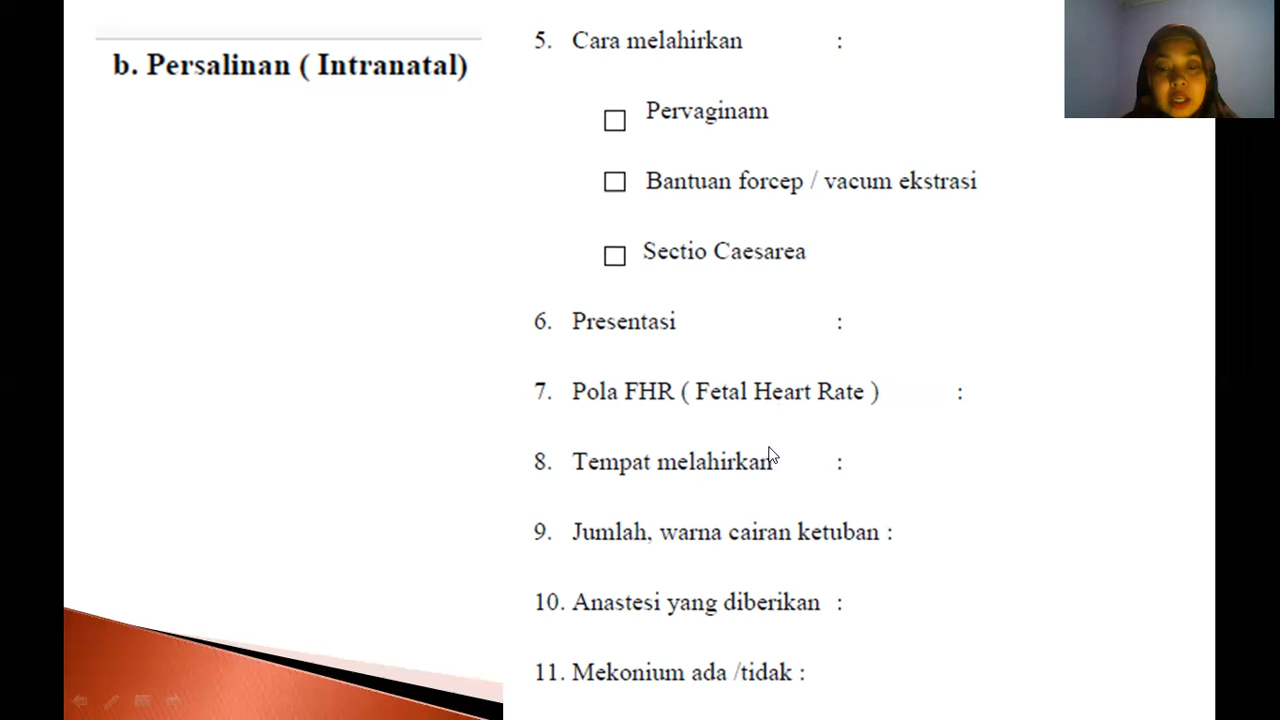 b. Persalinan ( Intranatal)
5. Cara melahirkan :
Pervaginam
Bantuan forcep / vacum ekstrasi
Sectio Caesarea
6. Presentasi :
7. Pola FHR ( Fetal Heart Rate ) :
8. Tempat melahirkan :
9. Jumlah, warna cairan ketuban :
10. Anastesi yang diberikan :
11. Mekonium ada /tidak :